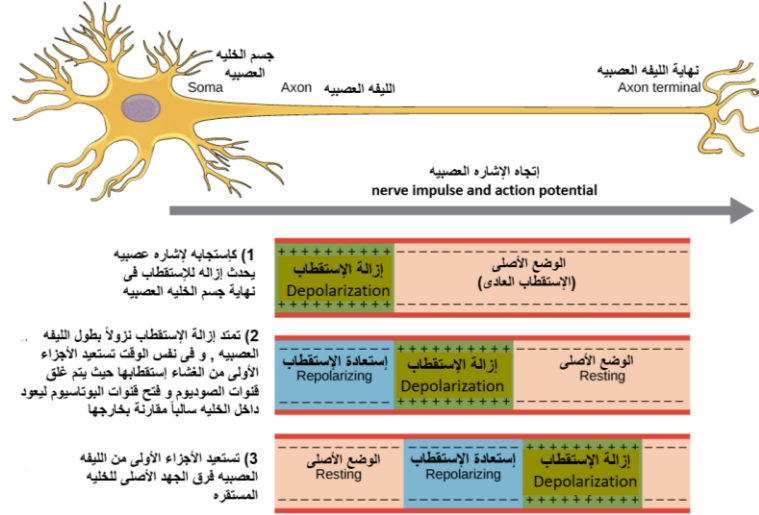 جسم الخليه
العصبيه
Soma
Axon
الليفه العصبيه
نهاية الليفه العصبيه
Axon terminal
إتجاه الإشاره العصبيه
nerve impulse and action potential
1) كإستجابه لإشاره عصبيه
يحدث إزاله للإستقطاب فى
نهاية جسم الخليه العصبيه
إزالة الإستقطاب
Depolarization
الوضع الأصلى
(الإستقطاب العادى)
2) تمتد إزالة الإستقطاب نزولاً بطول الليفه
العصبيه , و فى نفس الوقت تستعيد الأجزاء
الأولى من الغشاء إستقطابها حيث يتم غلق
قنوات الصوديوم و فتح قنوات البوتاسيوم ليعود
داخل الخليه سالباً مقارنة بخارجها
إستعادة الإستقطاب
Repolarizing
إزالة الإستقطاب
Depolarization
الوضع الأصلى
Resting
3) تستعيد الأجزاء الأولى من الليفه
العصبيه فرق الجهد الأصلى للخليه
المستقره
الوضع الأصلى
Resting
إستعادة الإستقطاب
Repolarizing
إزالة الإستقطاب
Depolarization